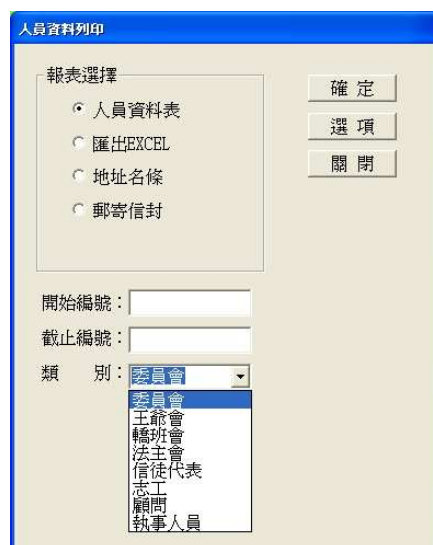 人員資料列印
報表選擇
人員資料表
匯出EXCEL
地址名條
郵寄信封
確 定
選 項
關 閉
開始編號：
截止編號：
類 別：委員會
委員會
王爺會
轎班會
法主會
信徒代表
志工
顧問
執事人員